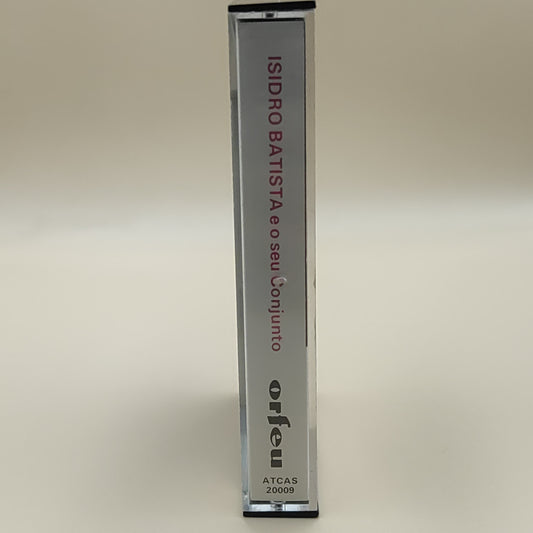 ISIDRO BATISTA e o seu Conjunto
orfeu
ATCAS
20009